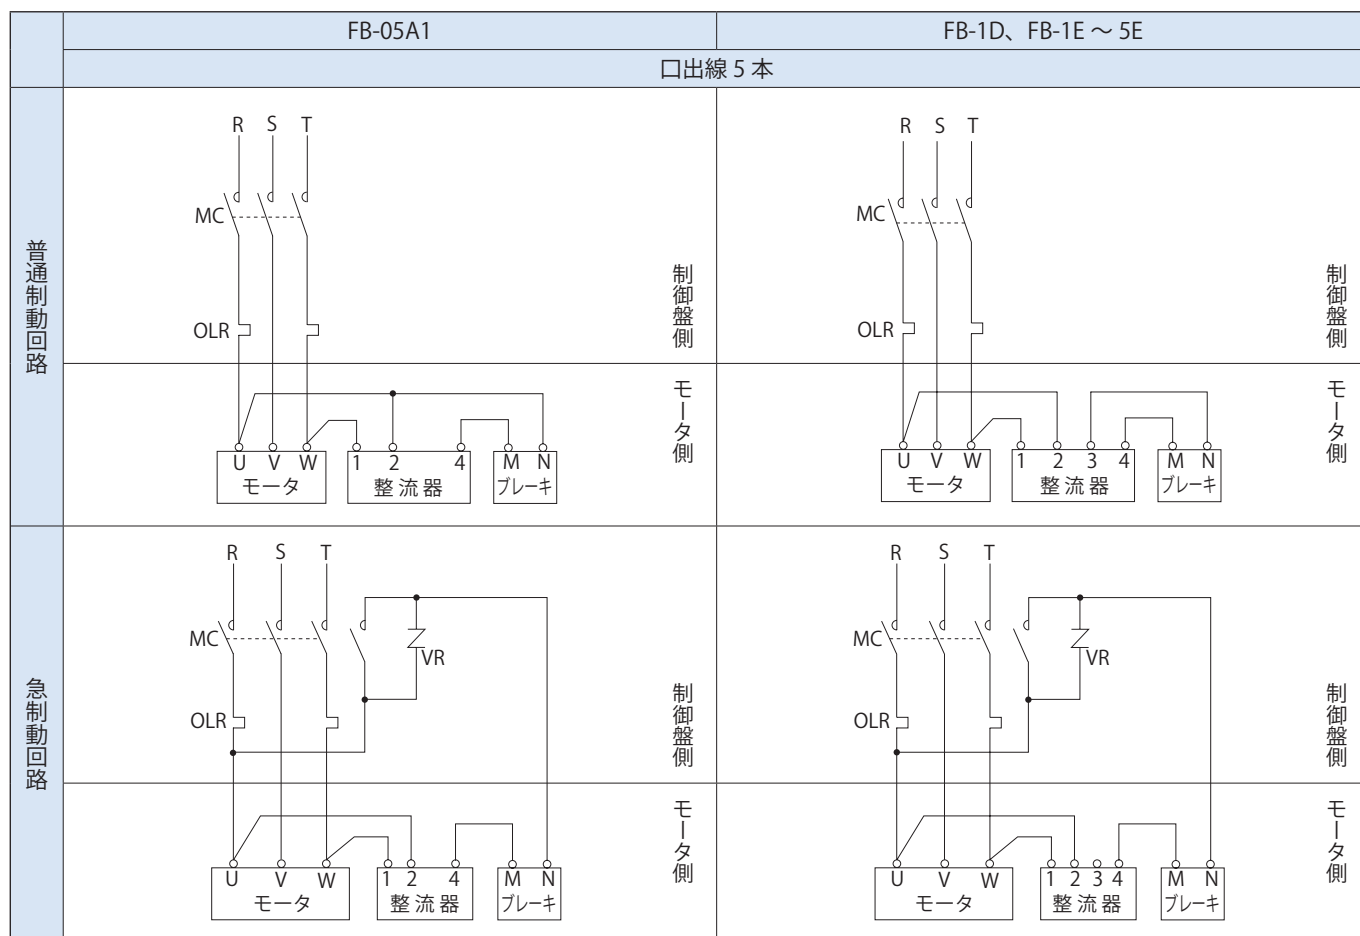 FB-05A1
FB-1D、FB-1E ～ 5E
口出線 5 本
普通制動回路
R S T
MC
OLR
制御盤側
モータ側
U V W
モータ
1 2 4
整流器
M N
ブレーキ
R S T
MC
OLR
制御盤側
モータ側
U V W
モータ
1 2 3 4
整流器
M N
ブレーキ
急制動回路
R S T
MC
VR
OLR
制御盤側
モータ側
U V W
モータ
1 2 4
整流器
M N
ブレーキ
R S T
MC
VR
OLR
制御盤側
モータ側
U V W
モータ
1 2 3 4
整流器
M N
ブレーキ